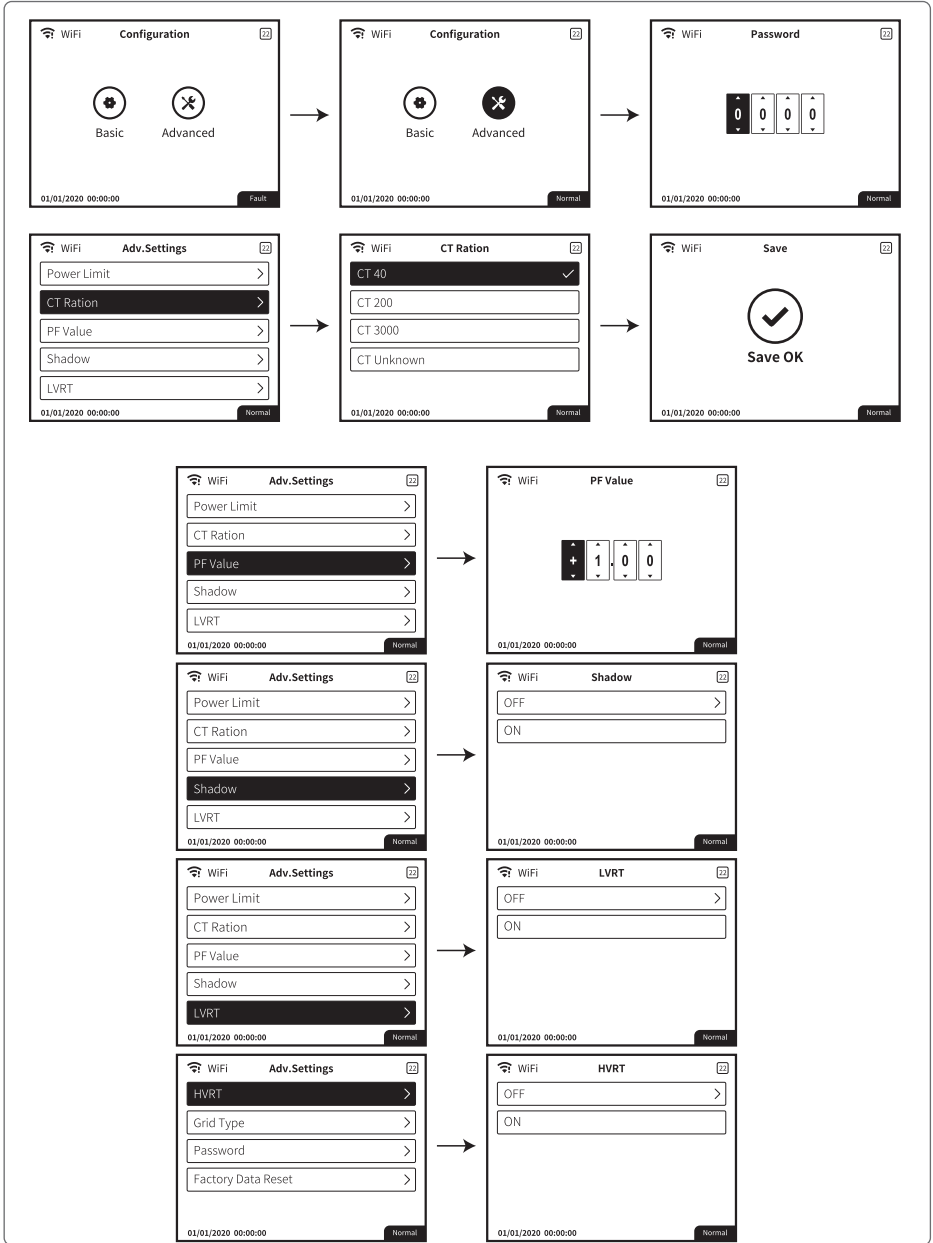 WiFi Configuration 22
Basic Advanced
01/01/2020 00:00:00 Fault
WiFi Configuration 22
Basic Advanced
01/01/2020 00:00:00 Normal
WiFi Password 22
0 0 0 0
01/01/2020 00:00:00 Normal
WiFi Adv.Settings 22
Power Limit
CT Ration
PF Value
Shadow
LVRT
01/01/2020 00:00:00 Normal
WiFi CT Ration 22
CT 40
CT 200
CT 3000
CT Unknown
01/01/2020 00:00:00 Normal
WiFi Save 22
Save OK
01/01/2020 00:00:00 Normal
WiFi Adv.Settings 22
Power Limit
CT Ration
PF Value
Shadow
LVRT
01/01/2020 00:00:00 Normal
WiFi PF Value 22
+ 1.0 0
01/01/2020 00:00:00 Normal
WiFi Adv.Settings 22
Power Limit
CT Ration
PF Value
Shadow
LVRT
01/01/2020 00:00:00 Normal
WiFi Shadow 22
OFF
ON
01/01/2020 00:00:00 Normal
WiFi Adv.Settings 22
Power Limit
CT Ration
PF Value
Shadow
LVRT
01/01/2020 00:00:00 Normal
WiFi LVRT 22
OFF
ON
01/01/2020 00:00:00 Normal
WiFi Adv.Settings 22
HVRT
Grid Type
Password
Factory Data Reset
01/01/2020 00:00:00 Normal
WiFi HVRT 22
OFF
ON
01/01/2020 00:00:00 Normal